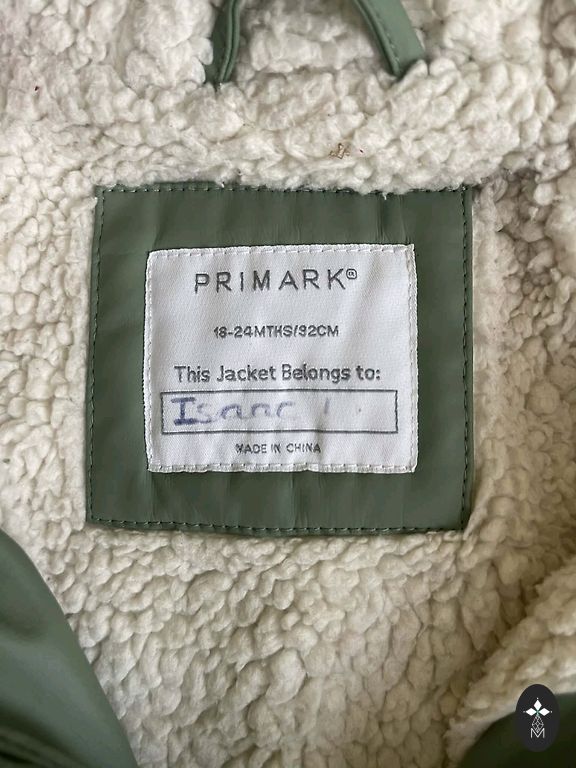 PRIMARK®
18-24MTHS/92CM
This Jacket Belongs to:
Isaac
MADE IN CHINA
M